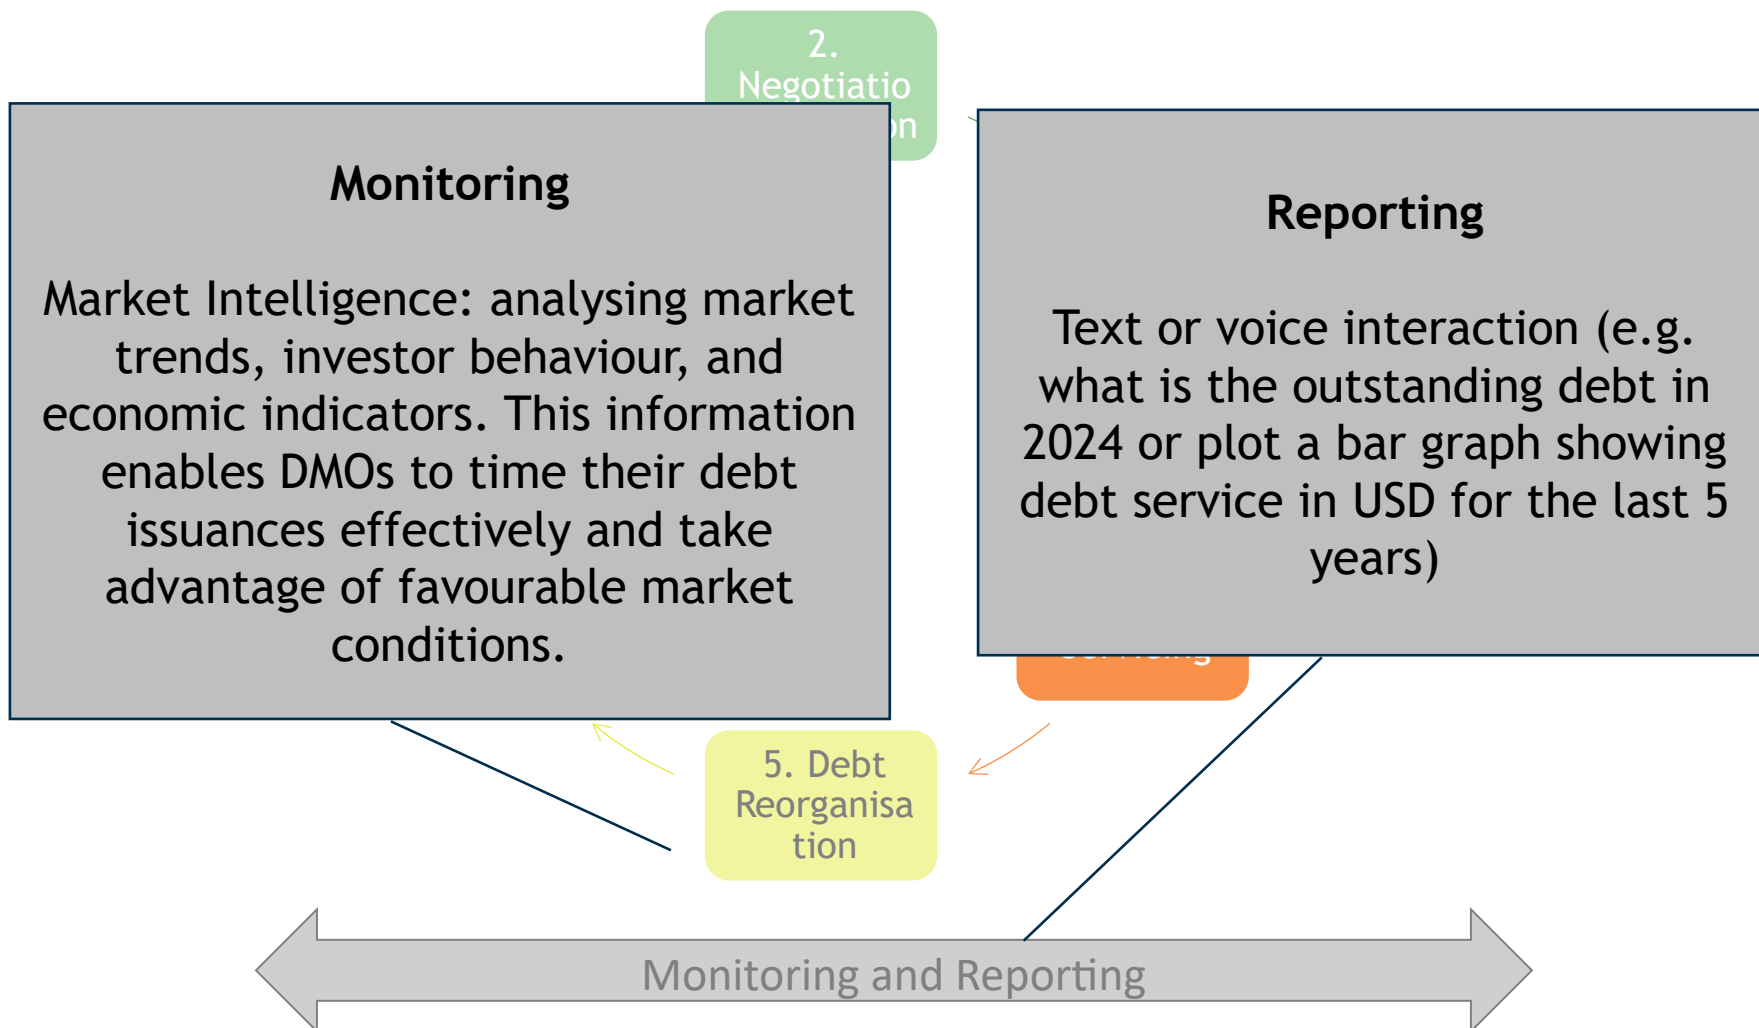 2.
Negotiatio
Monitoring
Market Intelligence: analysing market
trends, investor behaviour, and
economic indicators. This information
enables DMOs to time their debt
issuances effectively and take
advantage of favourable market
conditions.
Reporting
Text or voice interaction (e.g.
what is the outstanding debt in
2024 or plot a bar graph showing
debt service in USD for the last 5
years)
5. Debt
Reorganisa
tion
Monitoring and Reporting